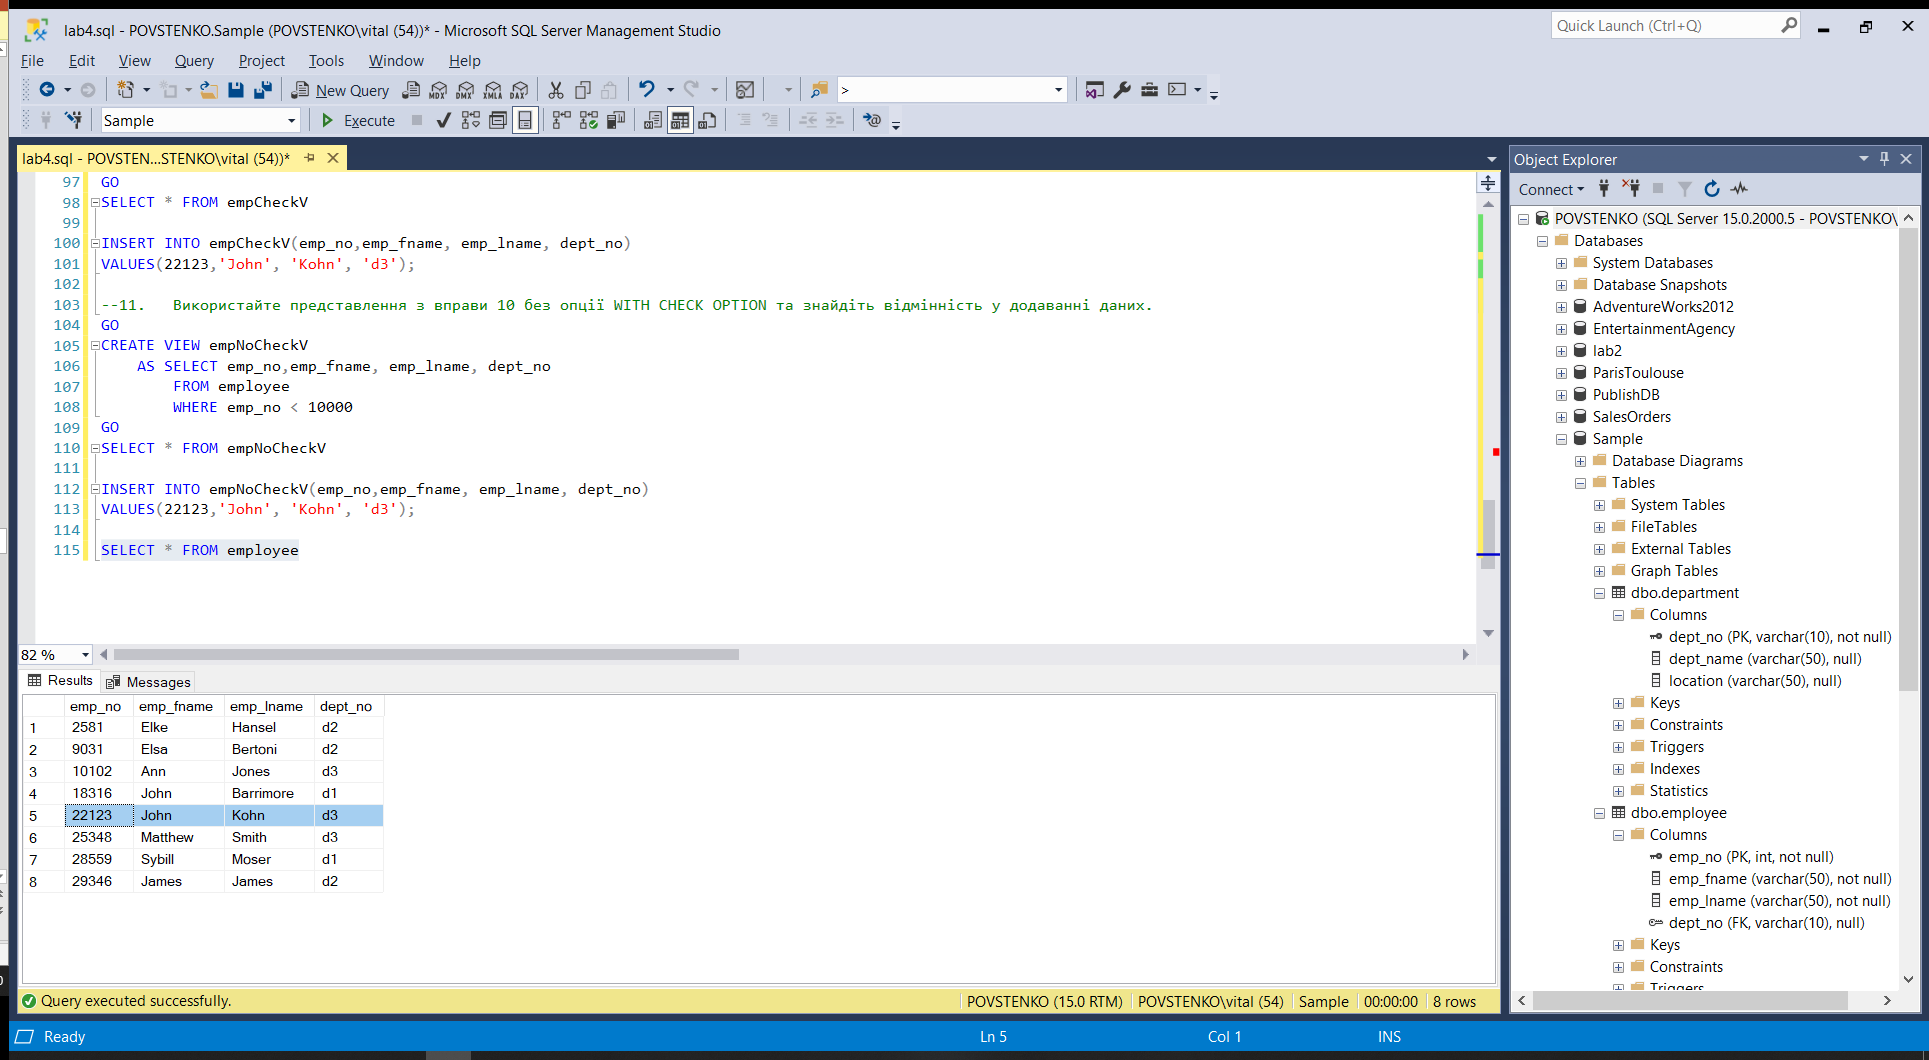 lab4.sql - POVSTENKO.Sample (POVSTENKO\vital (54))* - Microsoft SQL Server Management Studio
Quick Launch (Ctrl+Q)
File Edit View Query Project Tools Window Help
New Query MDX DMX XMLA DAX >
Sample Execute
lab4.sql - POVSTEN...STENKO\vital (54))*
97 GO
98 SELECT * FROM empCheckV
99
100 INSERT INTO empCheckV(emp_no,emp_fname, emp_lname, dept_no)
101 VALUES(22123,'John', 'Kohn', 'd3');
102
103 --11. Використайте представлення з вправи 10 без опції WITH CHECK OPTION та знайдіть відмінність у додаванні даних.
104 GO
105 CREATE VIEW empNoCheckV
106 AS SELECT emp_no,emp_fname, emp_lname, dept_no
107 FROM employee
108 WHERE emp_no < 10000
109 GO
110 SELECT * FROM empNoCheckV
111
112 INSERT INTO empNoCheckV(emp_no,emp_fname, emp_lname, dept_no)
113 VALUES(22123,'John', 'Kohn', 'd3');
114
115 SELECT * FROM employee
82 %
Results Messages
emp_no emp_fname emp_lname dept_no
1 2581 Elke Hansel d2
2 9031 Elsa Bertoni d2
3 10102 Ann Jones d3
4 18316 John Barrimore d1
5 22123 John Kohn d3
6 25348 Matthew Smith d3
7 28559 Sybill Moser d1
8 29346 James James d2
Query executed successfully.
POVSTENKO (15.0 RTM) POVSTENKO\vital (54) Sample 00:00:00 8 rows
Object Explorer
Connect
POVSTENKO (SQL Server 15.0.2000.5 - POVSTENKO\
Databases
System Databases
Database Snapshots
AdventureWorks2012
EntertainmentAgency
lab2
ParisToulouse
PublishDB
SalesOrders
Sample
Database Diagrams
Tables
System Tables
FileTables
External Tables
Graph Tables
dbo.department
Columns
dept_no (PK, varchar(10), not null)
dept_name (varchar(50), null)
location (varchar(50), null)
Keys
Constraints
Triggers
Indexes
Statistics
dbo.employee
Columns
emp_no (PK, int, not null)
emp_fname (varchar(50), not null)
emp_lname (varchar(50), not null)
dept_no (FK, varchar(10), null)
Keys
Constraints
Triggers
Ready Ln 5 Col 1 INS